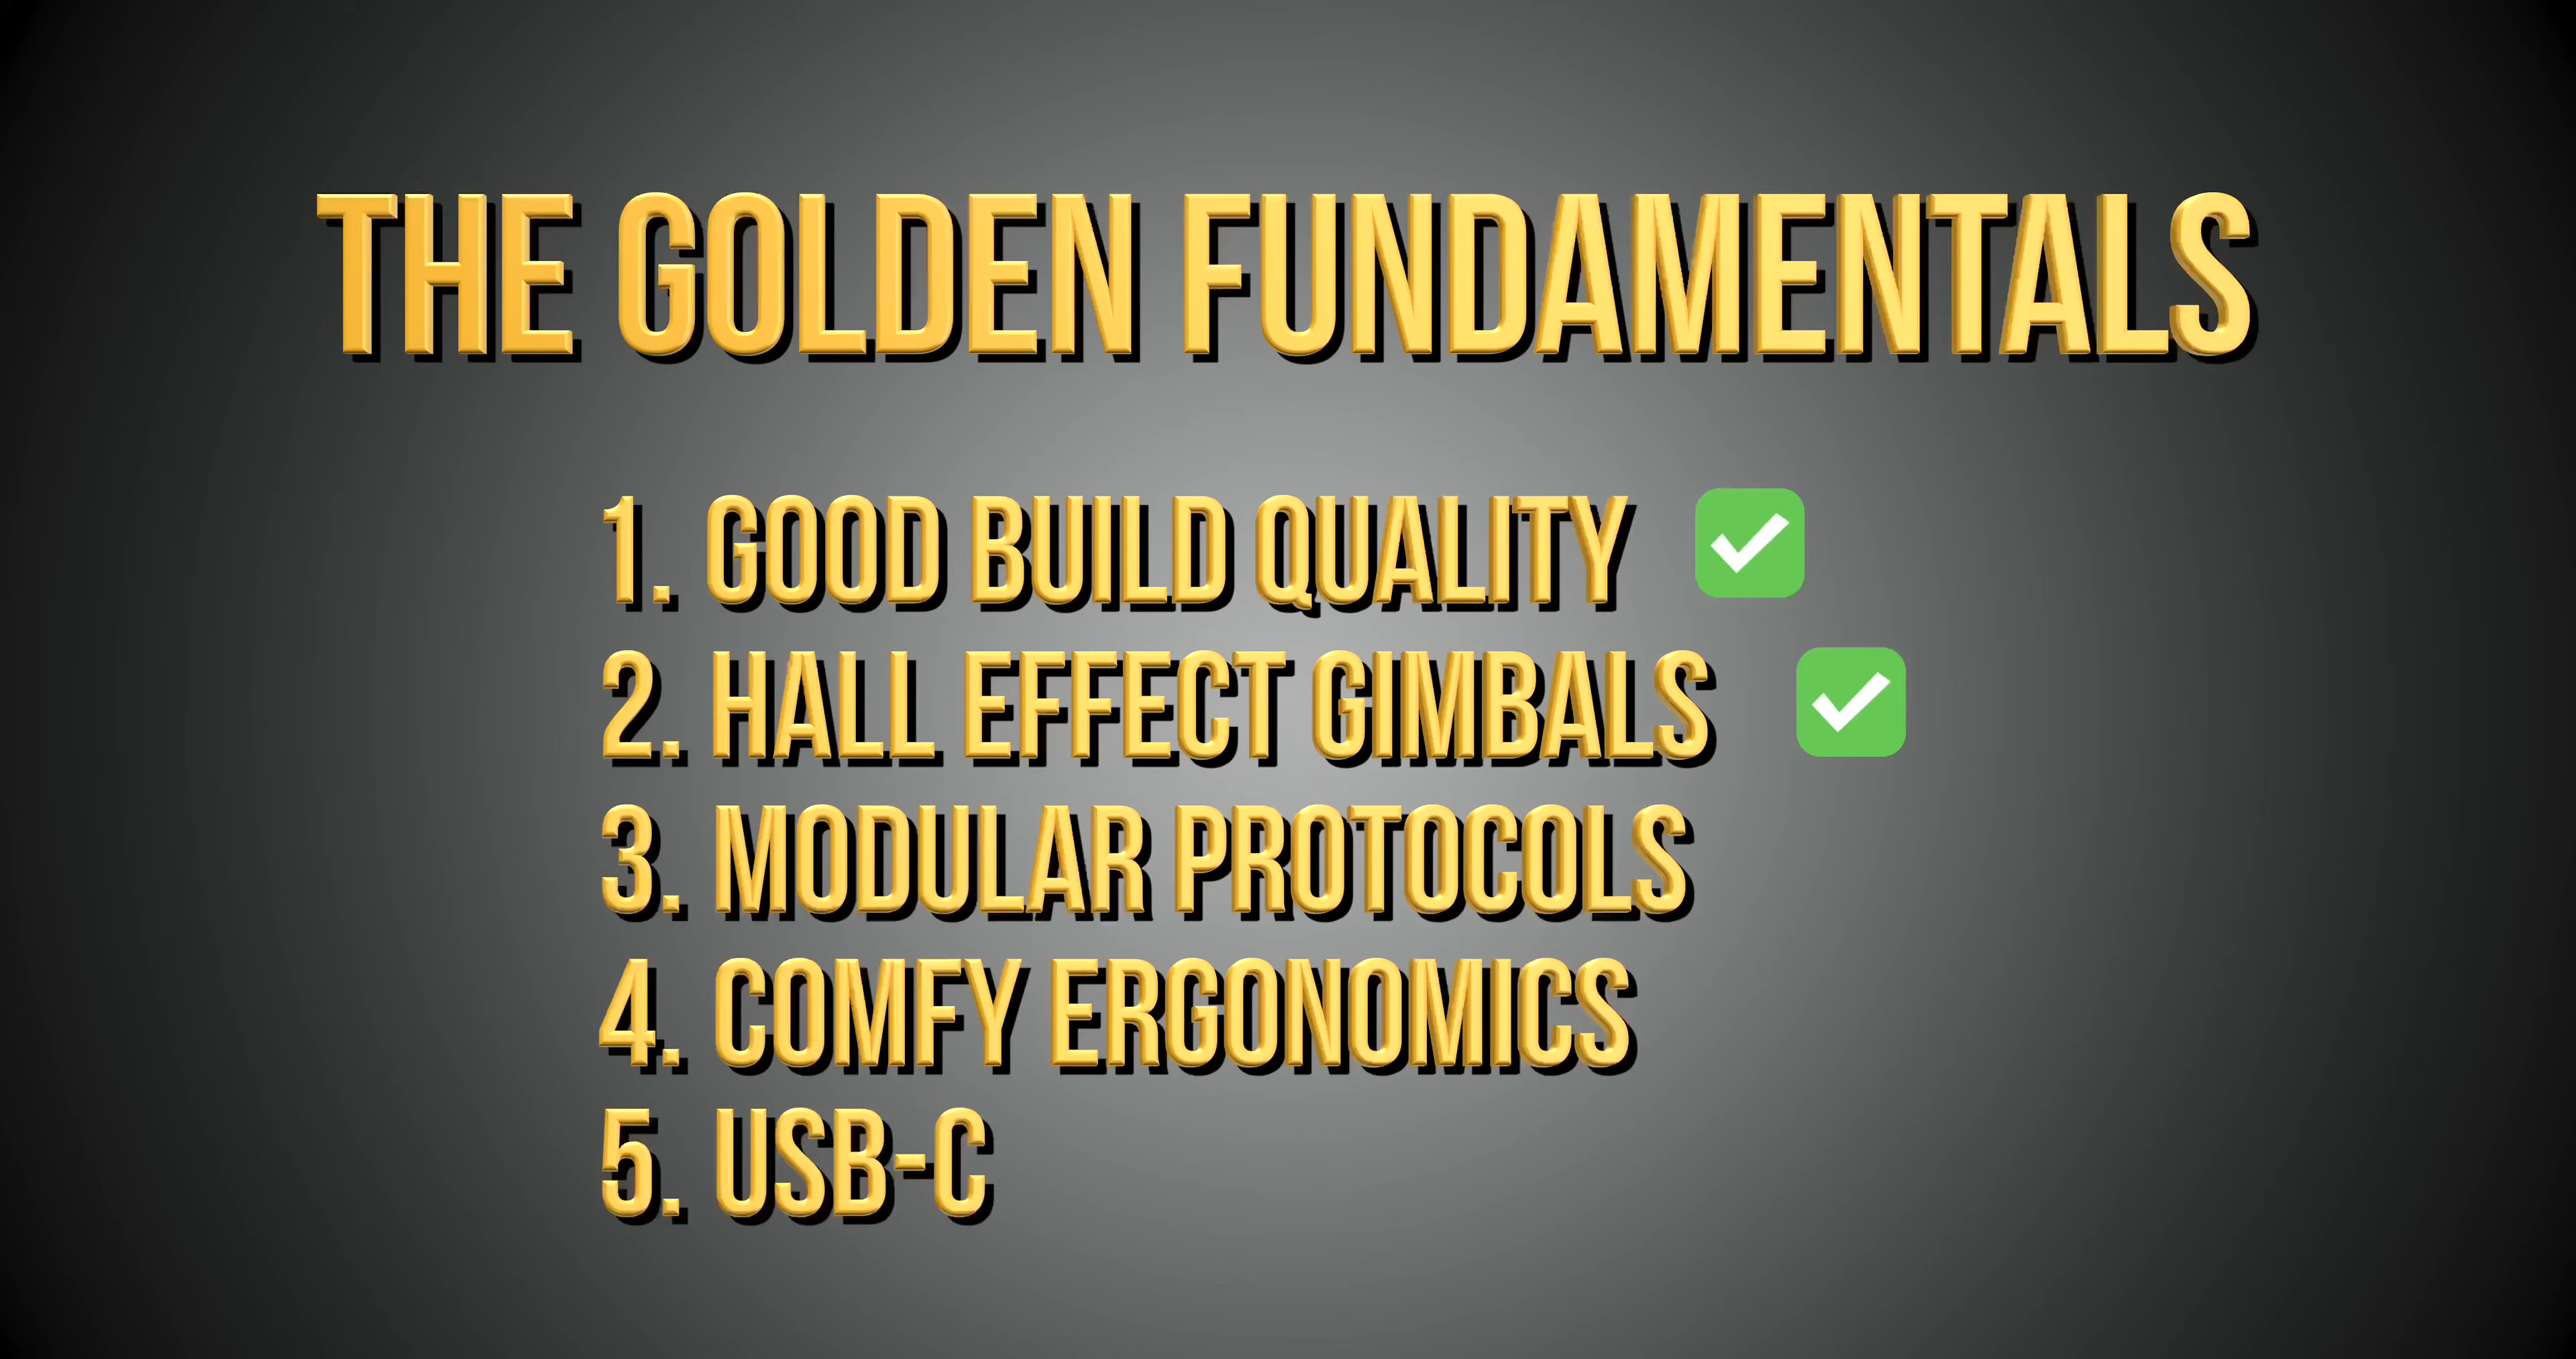 THE GOLDEN FUNDAMENTALS
1. GOOD BUILD QUALITY ✅
2. HALL EFFECT GIMBALS ✅
3. MODULAR PROTOCOLS
4. COMFY ERGONOMICS
5. USB-C